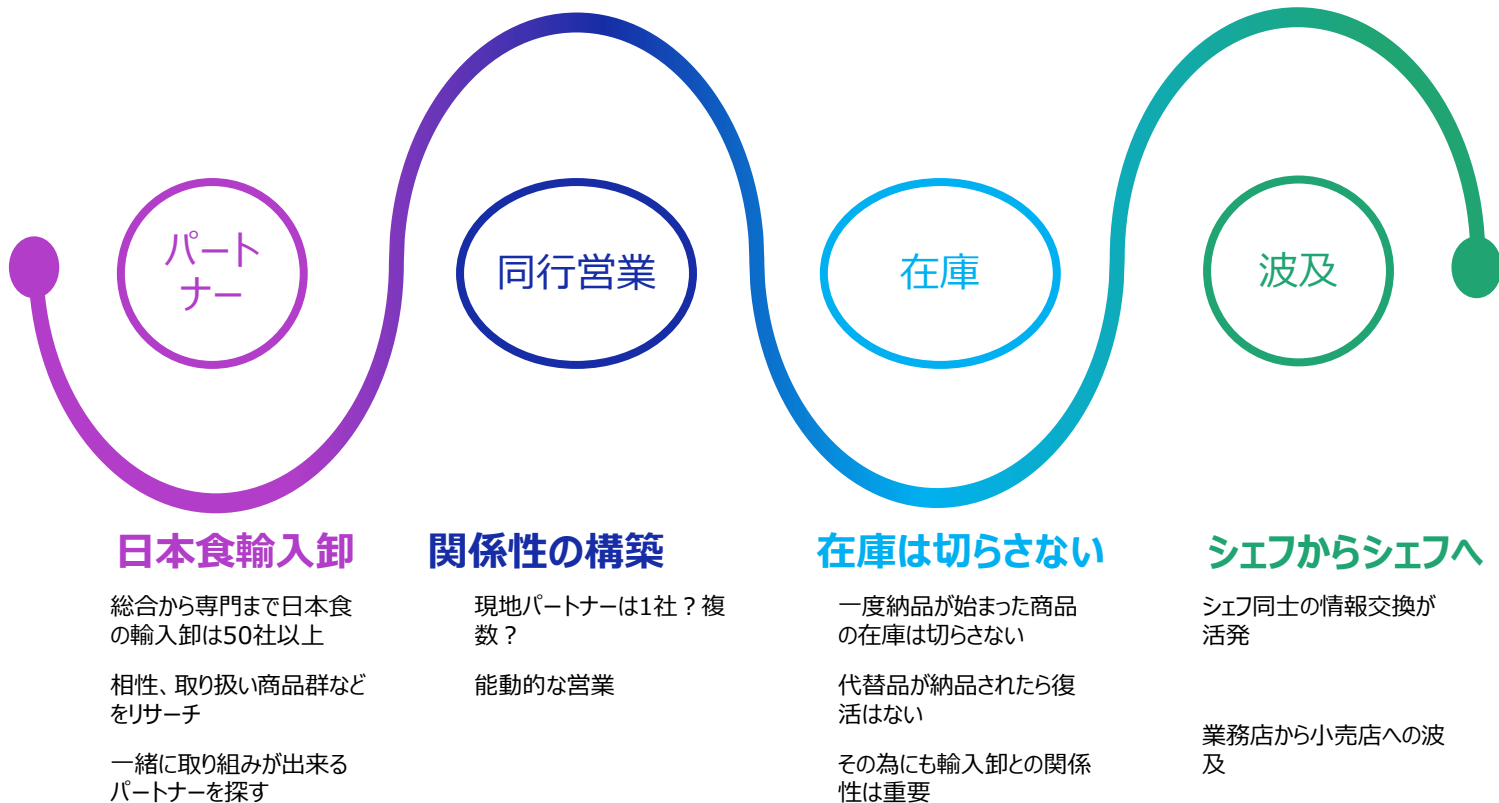 パート
ナー
同行営業
在庫
波及
日本食輸入卸
総合から専門まで日本食
の輸入卸は50社以上
相性、取り扱い商品群など
をリサーチ
一緒に取り組みが出来る
パートナーを探す
関係性の構築
現地パートナーは1社？複
数？
能動的な営業
在庫は切らさない
一度納品が始まった商品
の在庫は切らさない
代替品が納品されたら復
活はない
その為にも輸入卸との関係
性は重要
シェフからシェフへ
シェフ同士の情報交換が
活発
業務店から小売店への波
及